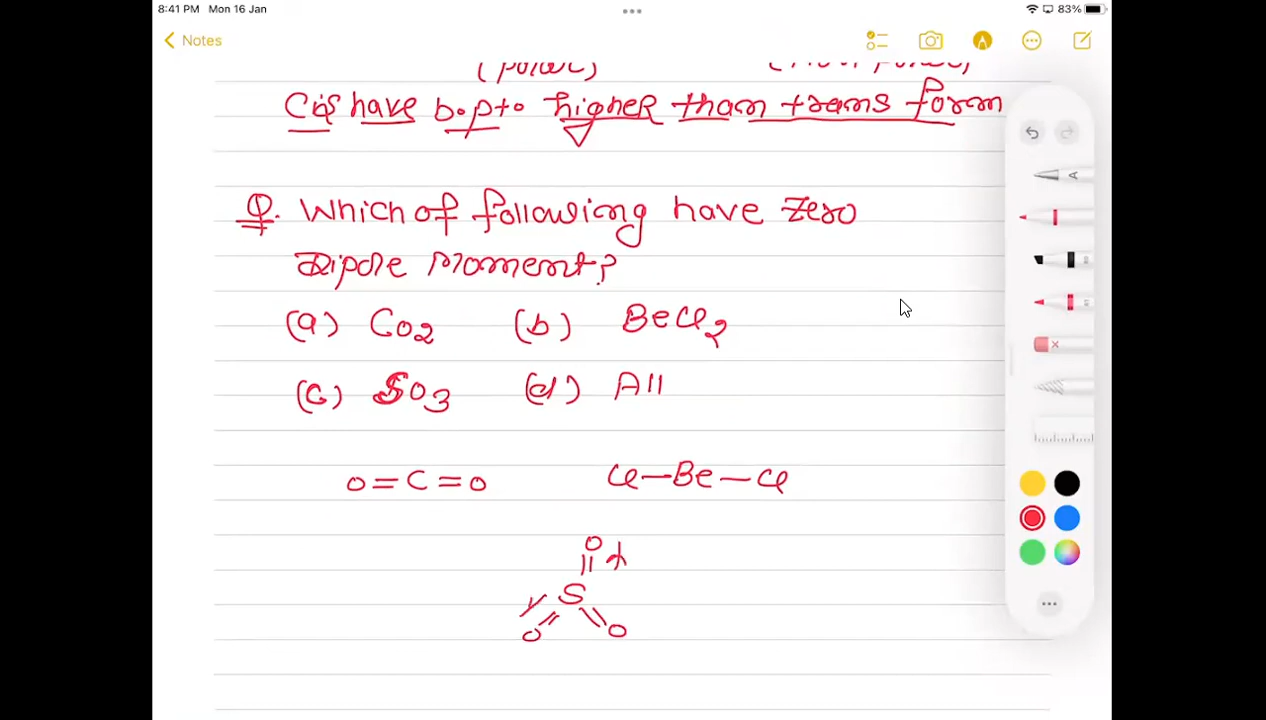 8:41 PM Mon 16 Jan
83%
Notes
Cis have b.pto higher than trans form
Q. Which of following have zero
Dipole Moment?
(a) CO2 (b) BeCl2
(c) SO3 (d) All
O=C=O Cl-Be-Cl
O
S
O O